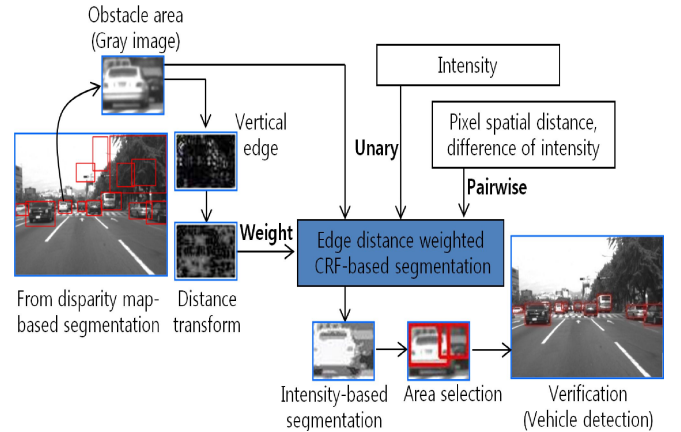 Obstacle area
(Gray image)
Intensity
Vertical
edge
Pixel spatial distance,
difference of intensity
Unary
Pairwise
Weight
Edge distance weighted
CRF-based segmentation
From disparity map-
based segmentation
Distance
transform
Intensity-based
segmentation
Area selection
Verification
(Vehicle detection)